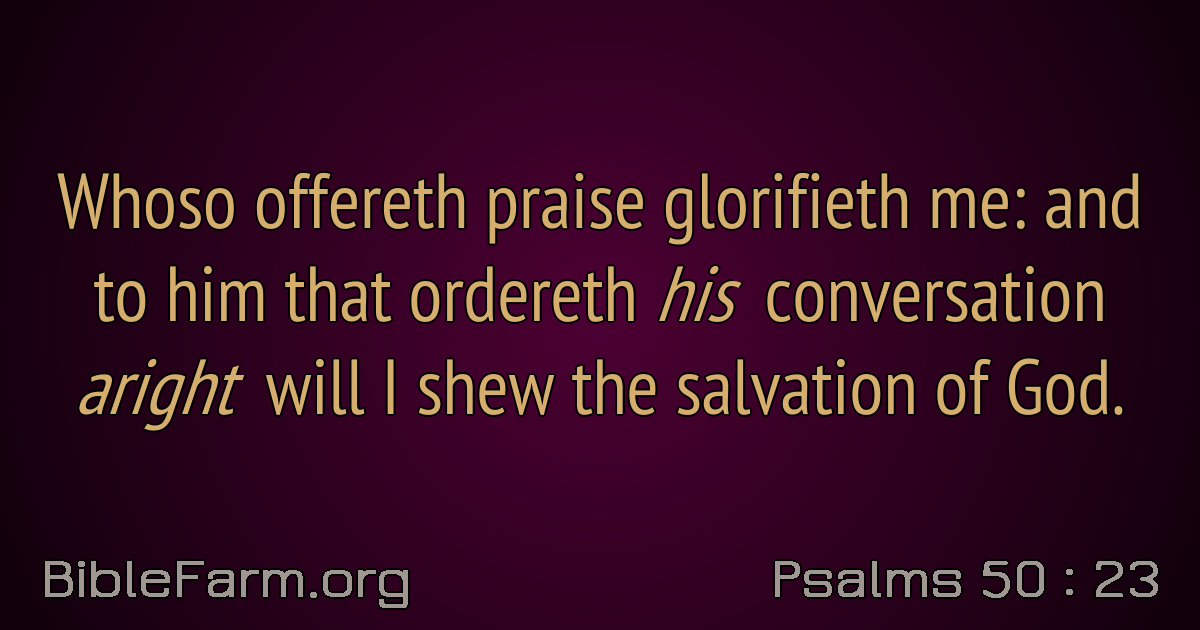 Whoso offereth praise glorifieth me: and
to him that ordereth his conversation
aright will I shew the salvation of God.
BibleFarm.org
Psalms 50 : 23